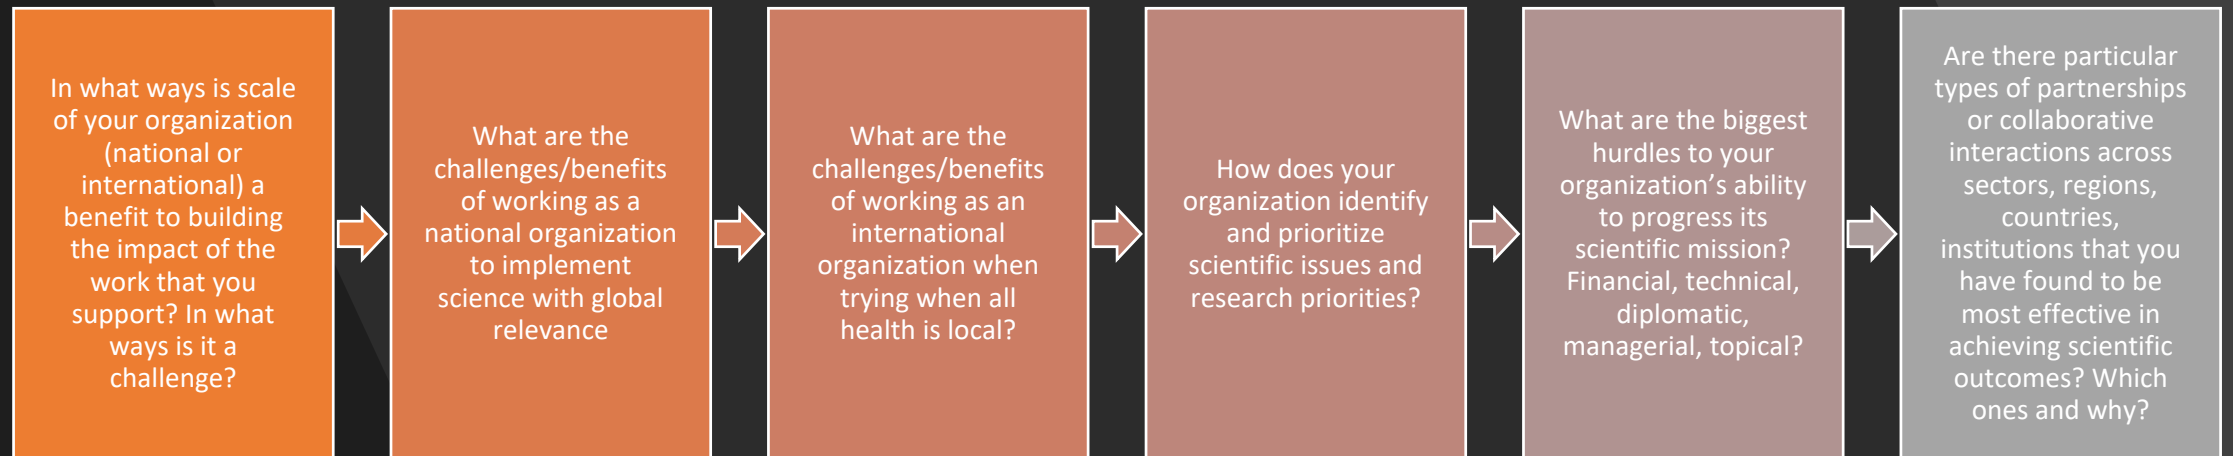 In what ways is scale
of your organization
(national or
international) a
benefit to building
the impact of the
work that you
support? In what
ways is it a
challenge?
What are the
challenges/benefits
of working as a
national organization
to implement
science with global
relevance
What are the
challenges/benefits
of working as an
international
organization when
trying when all
health is local?
How does your
organization identify
and prioritize
scientific issues and
research priorities?
What are the biggest
hurdles to your
organization’s ability
to progress its
scientific mission?
Financial, technical,
diplomatic,
managerial, topical?
Are there particular
types of partnerships
or collaborative
interactions across
sectors, regions,
countries,
institutions that you
have found to be
most effective in
achieving scientific
outcomes? Which
ones and why?